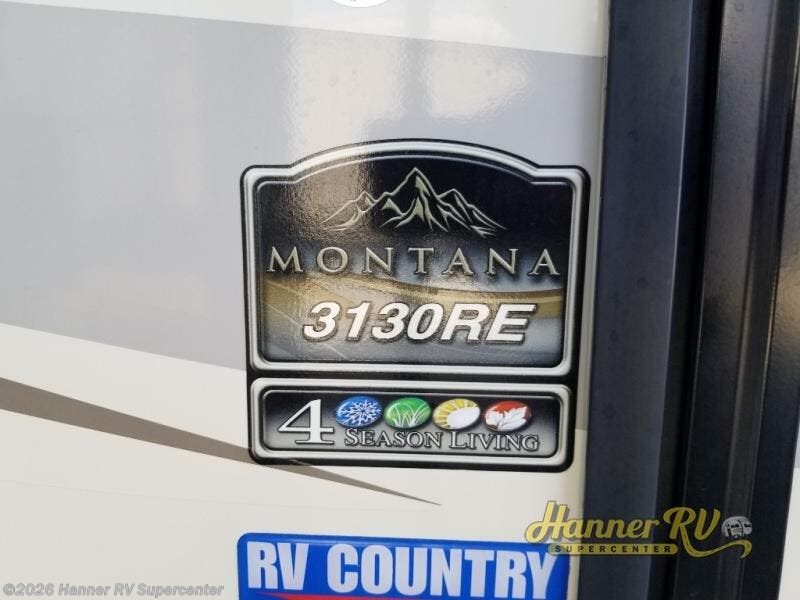 MONTANA
3130RE
4 SEASON LIVING
Hanner RV
SUPERCENTER
RV COUNTRY
©2026 Hanner RV Supercenter